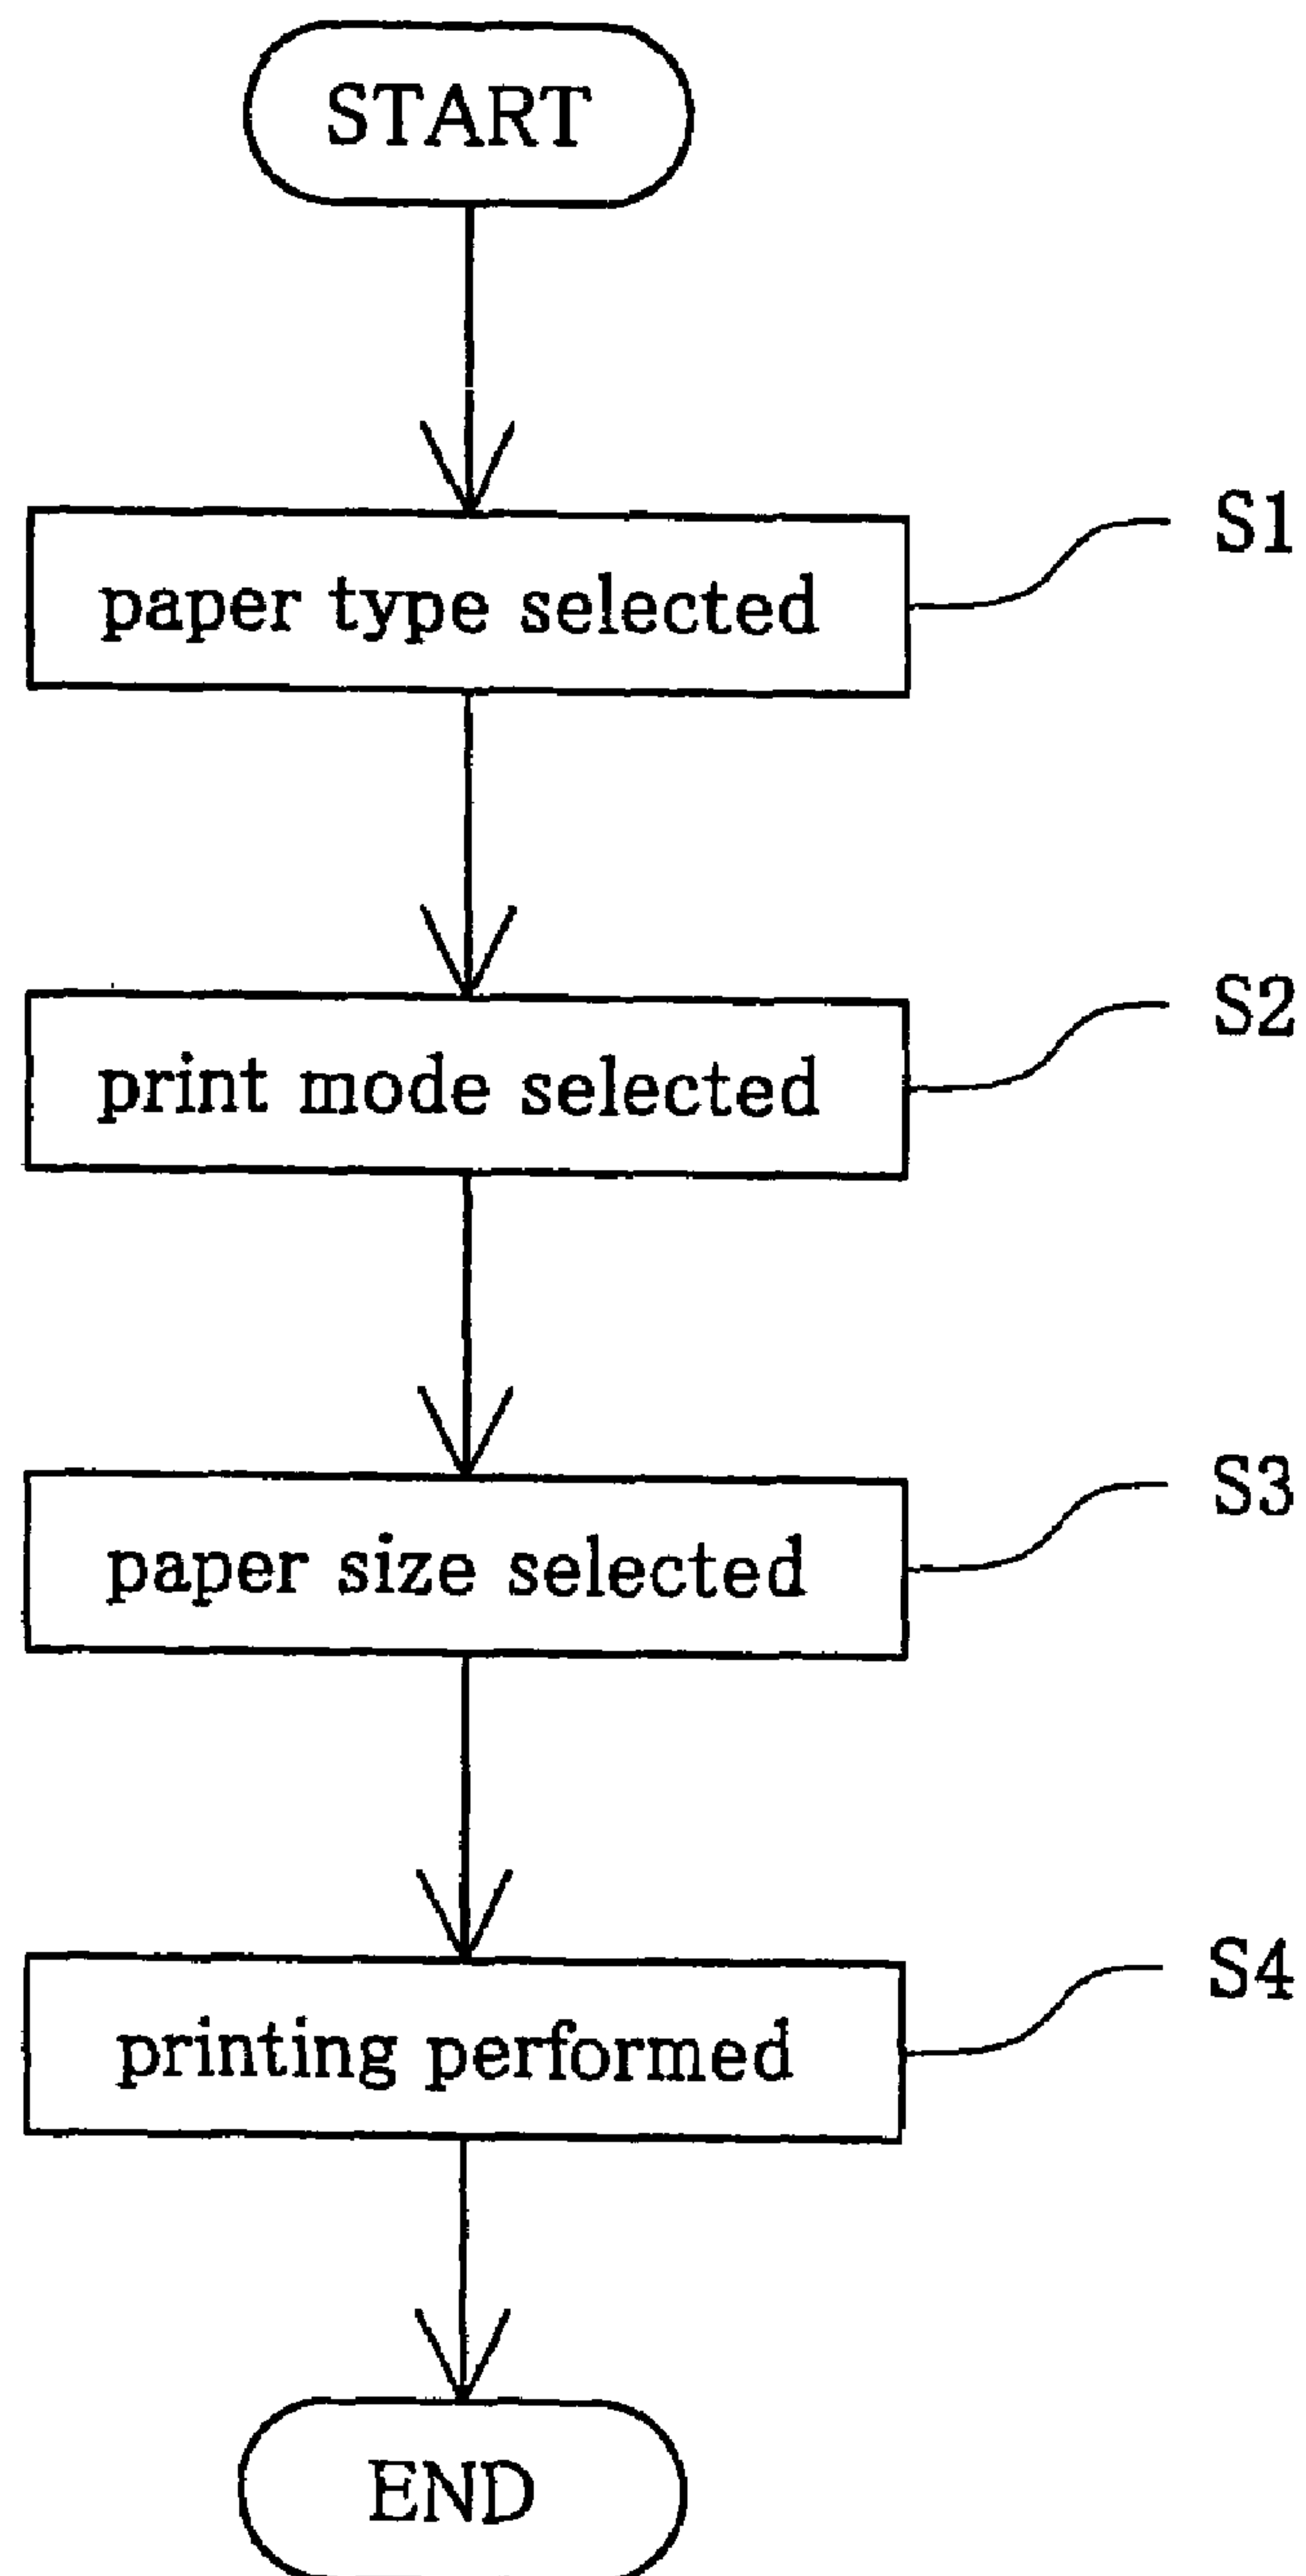 START
paper type selected
S1
print mode selected
S2
paper size selected
S3
printing performed
S4
END